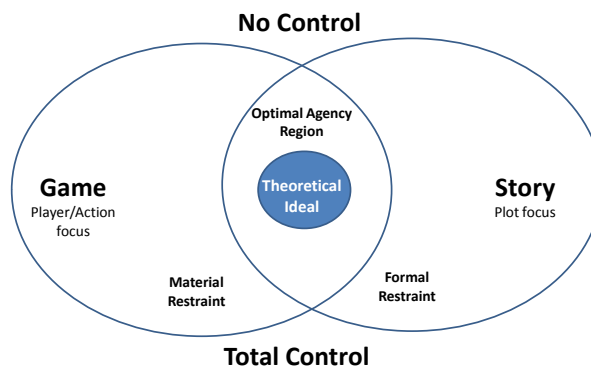 No Control
Optimal Agency
Region
Theoretical
Ideal
Game
Player/Action
focus
Story
Plot focus
Material
Restraint
Formal
Restraint
Total Control